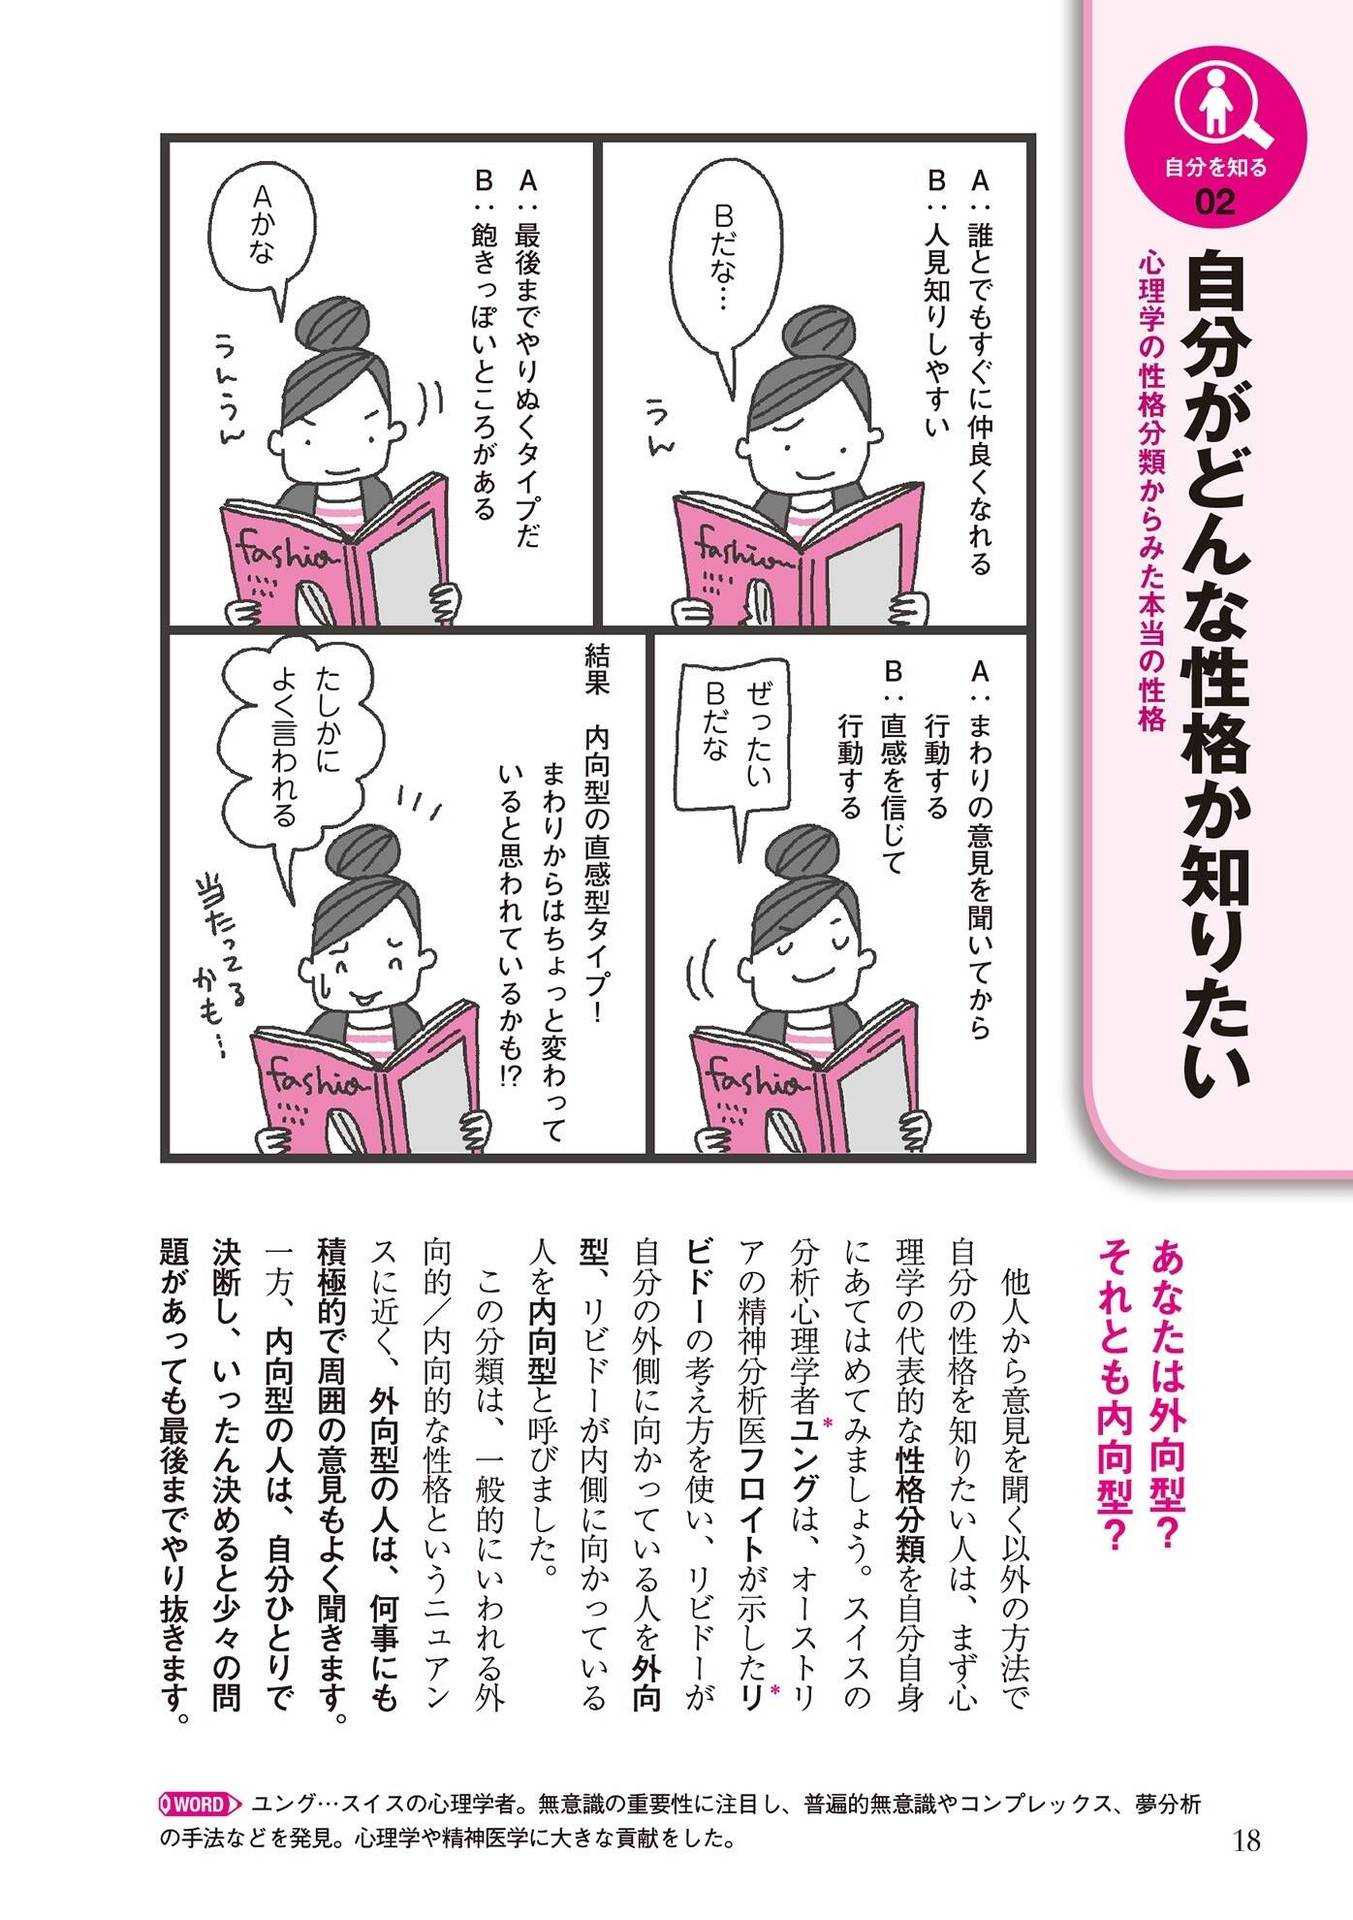 自分を知る
02
自分がどんな性格か知りたい
心理学の性格分類からみた本当の性格
A：誰とでもすぐに仲良くなれる
B：人見知りしやすい
Bだな…
うん
fashion
A：最後までやりぬくタイプだ
B：飽きっぽいところがある
Aかな
うんうん
fashion
A：まわりの意見を聞いてから
行動する
B：直感を信じて
行動する
ぜったい
Bだな
fashion
結果　内向型の直感型タイプ！
まわりからはちょっと変わって
いると思われているかも!?
たしかに
よく言われる
当たってる
かも…
fashion
あなたは外向型？
それとも内向型？
他人から意見を聞く以外の方法で
自分の性格を知りたい人は、まず心
理学の代表的な性格分類を自分自身
にあてはめてみましょう。スイスの
分析心理学者ユング*は、オーストリ
アの精神分析医フロイトが示したリ*
ビドーの考え方を使い、リビドーが
自分の外側に向かっている人を外向
型、リビドーが内側に向かっている
人を内向型と呼びました。
この分類は、一般的にいわれる外
向的／内向的な性格というニュアン
スに近く、外向型の人は、何事にも
積極的で周囲の意見もよく聞きます。
一方、内向型の人は、自分ひとりで
決断し、いったん決めると少々の問
題があっても最後までやり抜きます。
WORD ユング…スイスの心理学者。無意識の重要性に注目し、普遍的無意識やコンプレックス、夢分析
の手法などを発見。心理学や精神医学に大きな貢献をした。
18